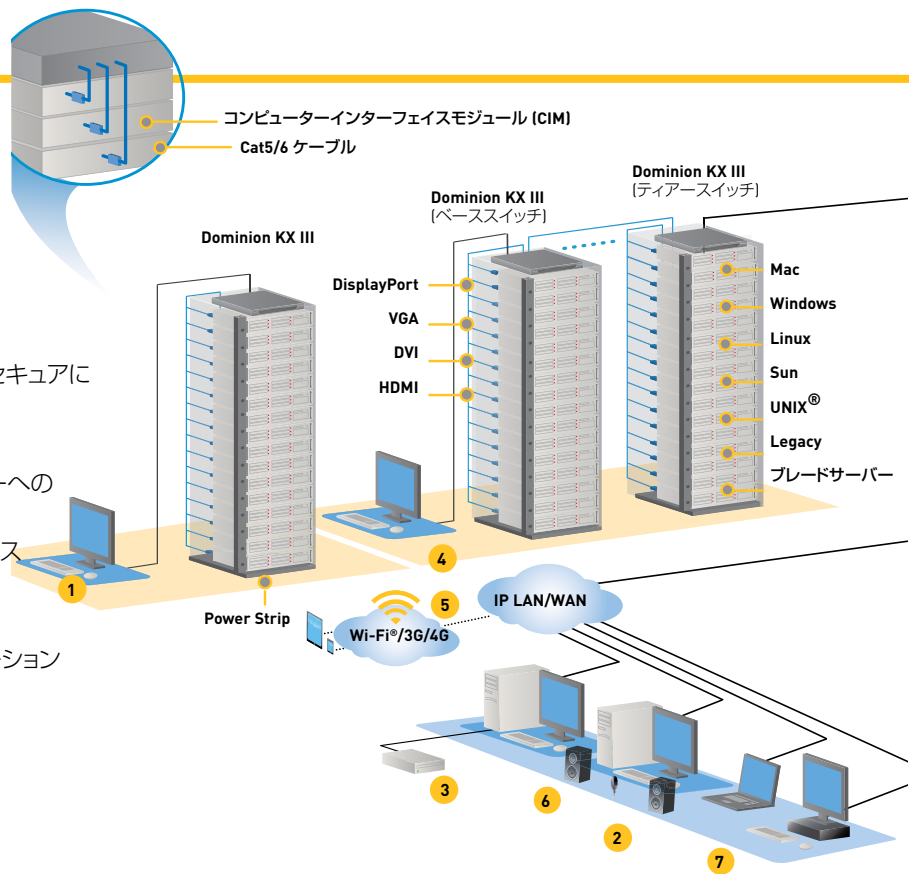 コンピューターインターフェイスモジュール (CIM)
Cat5/6 ケーブル
Dominion KX III
Dominion KX III
(ベーススイッチ)
Dominion KX III
(ティアースイッチ)
DisplayPort
VGA
DVI
HDMI
Mac
Windows
Linux
Sun
UNIX®
Legacy
ブレードサーバー
セキュアに
ーへの
ス
ーション
1
Power Strip
4
5
Wi-Fi®/3G/4G
IP LAN/WAN
3
6
2
7